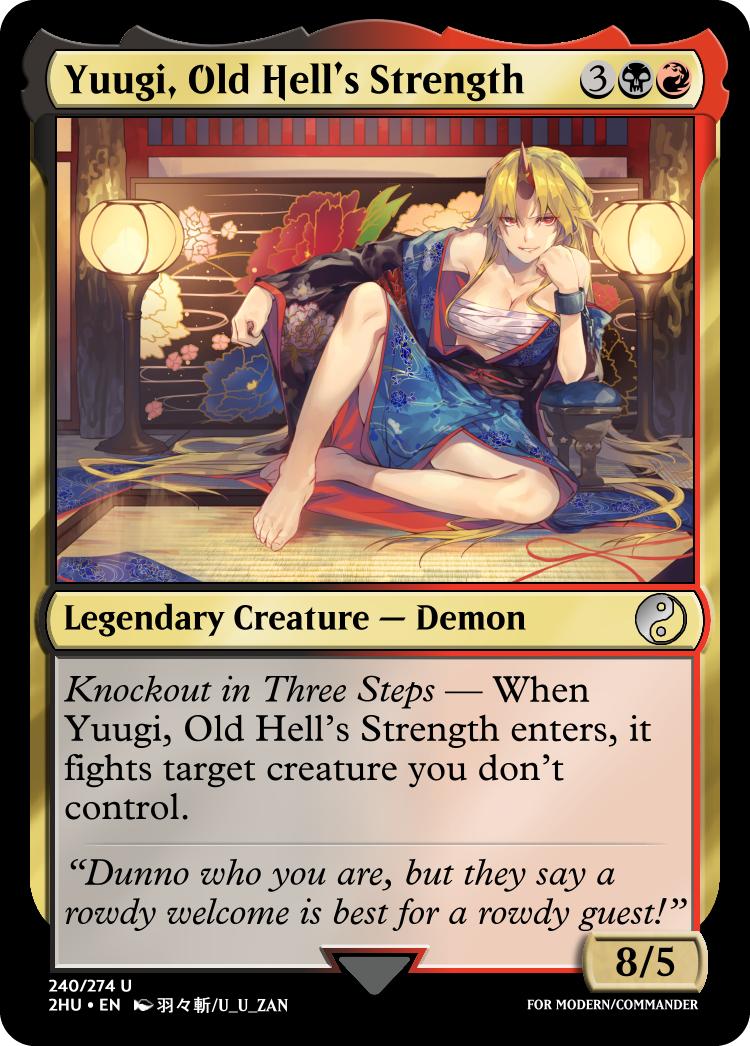 Yuugi, Old Hell's Strength 3
Legendary Creature — Demon
Knockout in Three Steps — When
Yuugi, Old Hell's Strength enters, it
fights target creature you don't
control.
“Dunno who you are, but they say a
rowdy welcome is best for a rowdy guest!”
8/5
240/274 U
2HU • EN 羽々斬/U_U_ZAN
FOR MODERN/COMMANDER